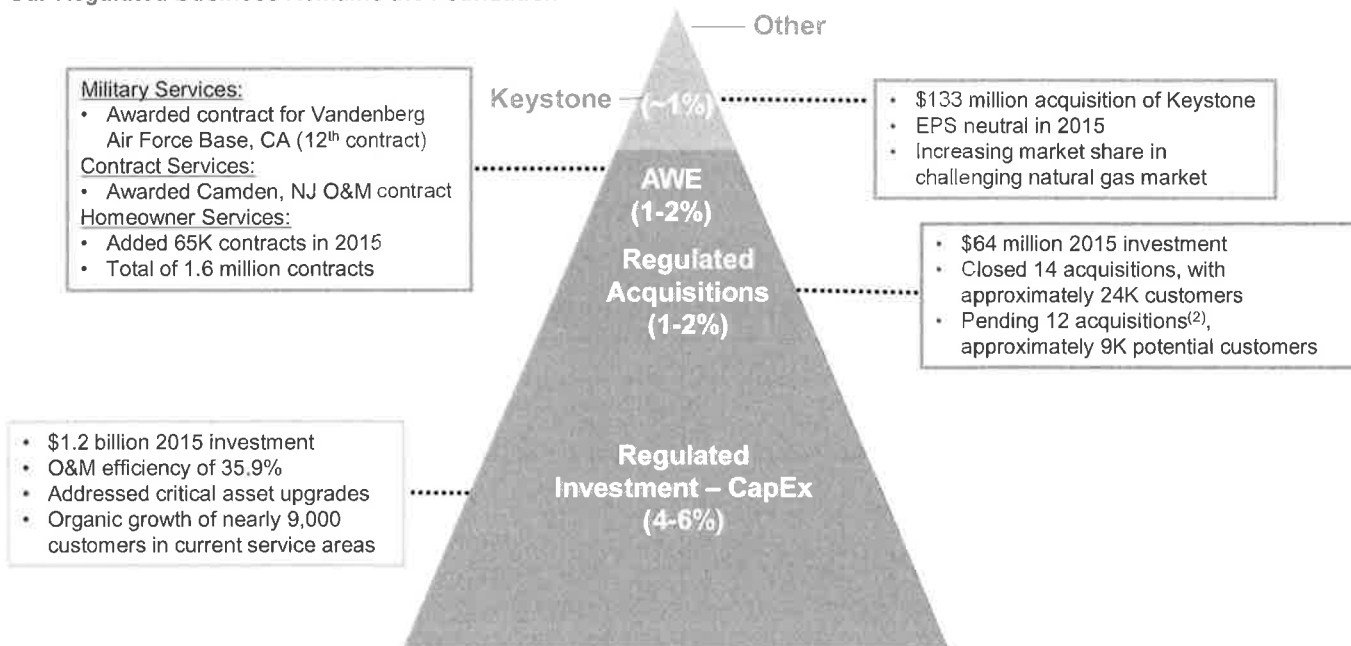 Other
Military Services:
• Awarded contract for Vandenberg
Air Force Base, CA (12th contract)
Contract Services:
• Awarded Camden, NJ O&M contract
Homeowner Services:
• Added 65K contracts in 2015
• Total of 1.6 million contracts
Keystone
(~1%)
• $133 million acquisition of Keystone
• EPS neutral in 2015
• Increasing market share in
challenging natural gas market
AWE
(1-2%)
Regulated
Acquisitions
(1-2%)
• $64 million 2015 investment
• Closed 14 acquisitions, with
approximately 24K customers
• Pending 12 acquisitions(2),
approximately 9K potential customers
• $1.2 billion 2015 investment
• O&M efficiency of 35.9%
• Addressed critical asset upgrades
• Organic growth of nearly 9,000
customers in current service areas
Regulated
Investment – CapEx
(4-6%)